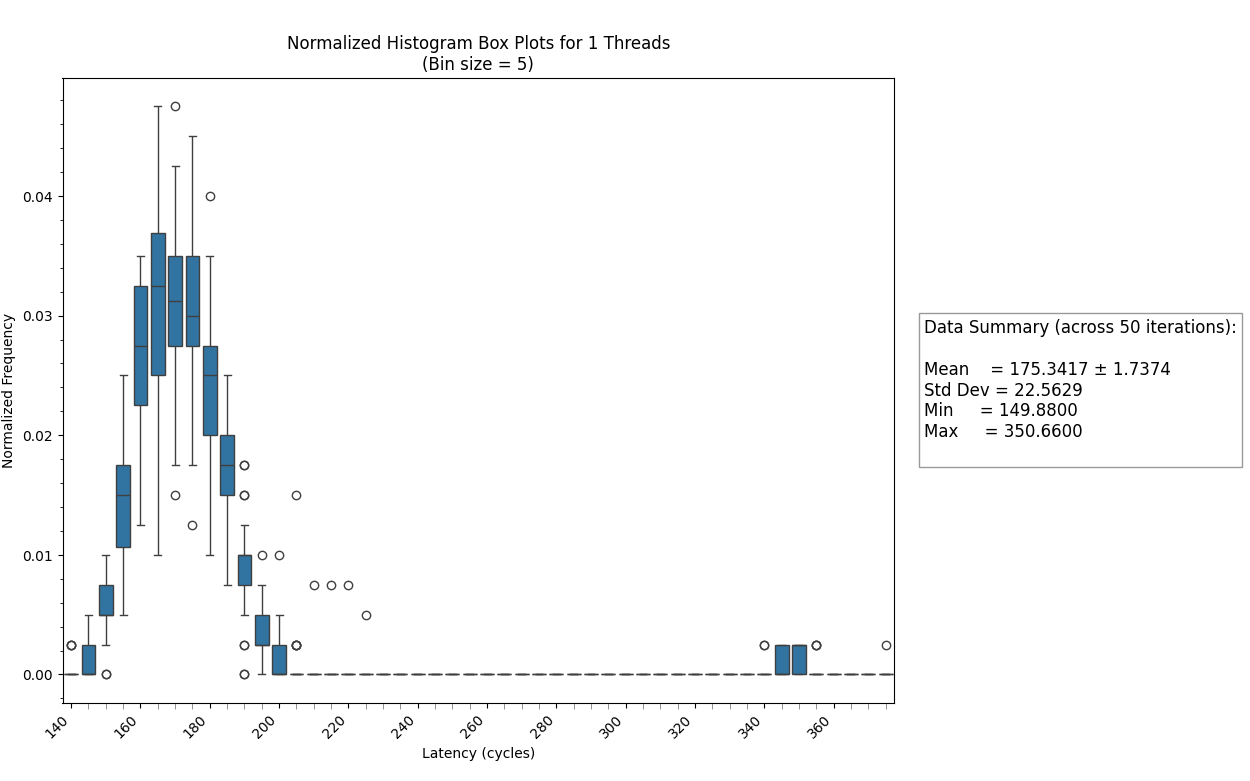 Normalized Histogram Box Plots for 1 Threads
(Bin size = 5)
Normalized Frequency
0.04
0.03
0.02
0.01
0.00
140
160
180
200
220
240
260
280
300
320
340
360
Latency (cycles)
Data Summary (across 50 iterations):
Mean = 175.3417 ± 1.7374
Std Dev = 22.5629
Min = 149.8800
Max = 350.6600